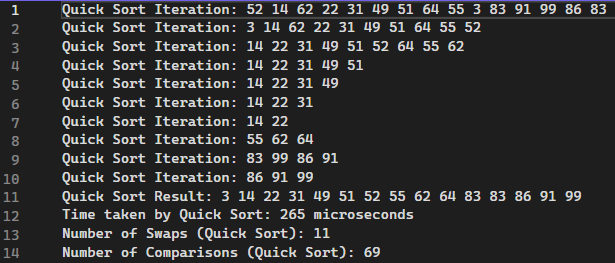 1 Quick Sort Iteration: 52 14 62 22 31 49 51 64 55 3 83 91 99 86 83
2 Quick Sort Iteration: 3 14 62 22 31 49 51 64 55 52
3 Quick Sort Iteration: 14 22 31 49 51 52 64 55 62
4 Quick Sort Iteration: 14 22 31 49 51
5 Quick Sort Iteration: 14 22 31 49
6 Quick Sort Iteration: 14 22 31
7 Quick Sort Iteration: 14 22
8 Quick Sort Iteration: 55 62 64
9 Quick Sort Iteration: 83 99 86 91
10 Quick Sort Iteration: 86 91 99
11 Quick Sort Result: 3 14 22 31 49 51 52 55 62 64 83 83 86 91 99
12 Time taken by Quick Sort: 265 microseconds
13 Number of Swaps (Quick Sort): 11
14 Number of Comparisons (Quick Sort): 69